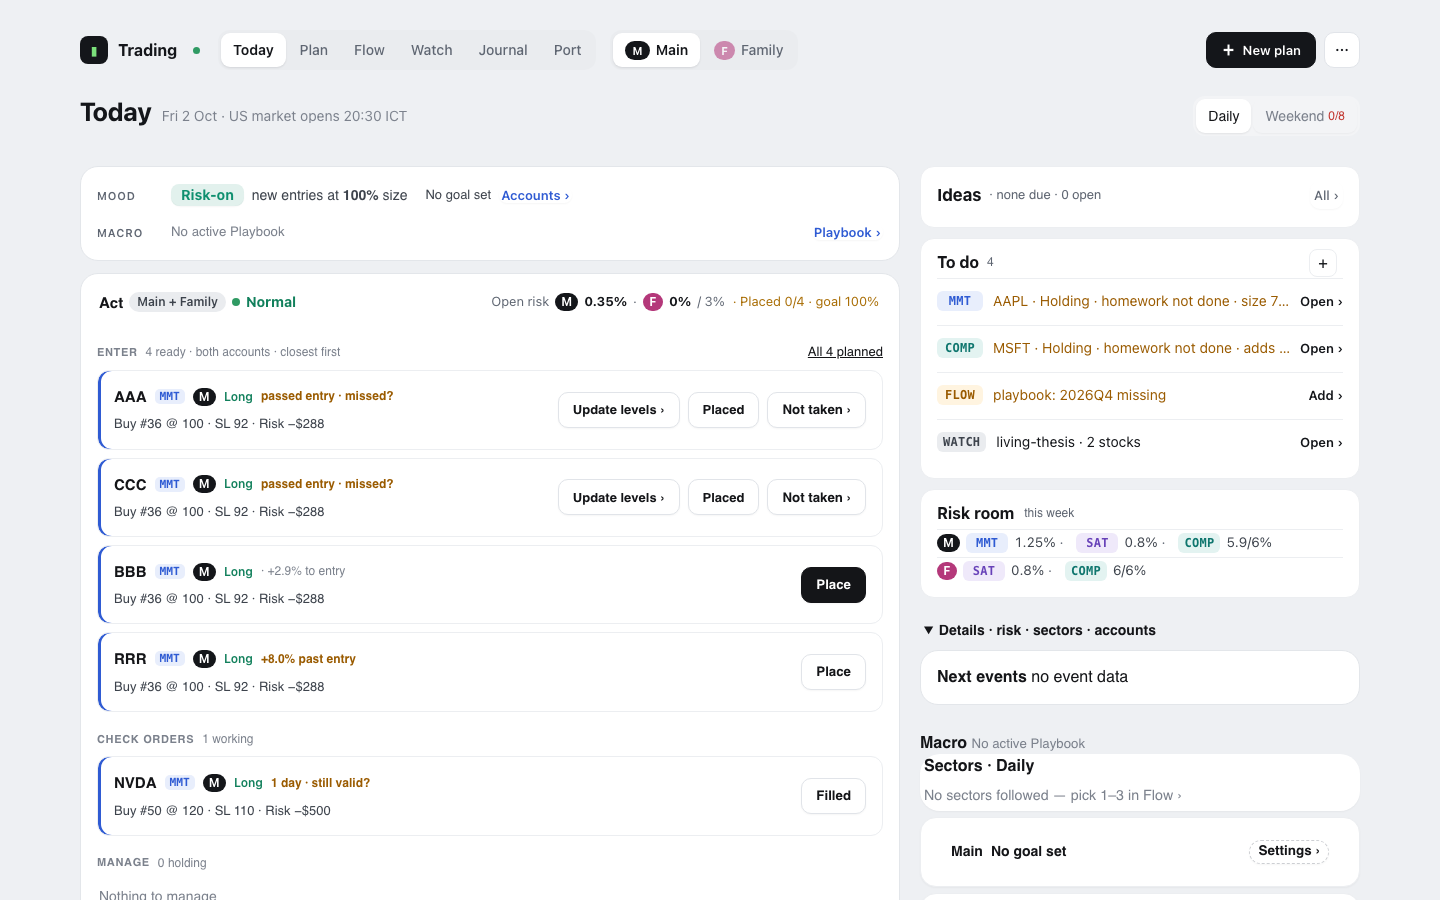 Trading
Today Plan Flow Watch Journal Port
M Main F Family
+ New plan
···
Today Fri 2 Oct · US market opens 20:30 ICT
Daily Weekend 0/8
MOOD Risk-on new entries at 100% size No goal set Accounts ›
MACRO No active Playbook Playbook ›
Act Main + Family Normal Open risk M 0.35% · F 0% / 3% · Placed 0/4 · goal 100%
ENTER 4 ready · both accounts · closest first All 4 planned
AAA MMT M Long passed entry · missed?
Buy #36 @ 100 · SL 92 · Risk −$288
Update levels › Placed Not taken ›
CCC MMT M Long passed entry · missed?
Buy #36 @ 100 · SL 92 · Risk −$288
Update levels › Placed Not taken ›
BBB MMT M Long · +2.9% to entry
Buy #36 @ 100 · SL 92 · Risk −$288
Place
RRR MMT M Long +8.0% past entry
Buy #36 @ 100 · SL 92 · Risk −$288
Place
CHECK ORDERS 1 working
NVDA MMT M Long 1 day · still valid?
Buy #50 @ 120 · SL 110 · Risk −$500
Filled
MANAGE 0 holding
Nothing to manage
Ideas · none due · 0 open All ›
To do 4 +
MMT AAPL · Holding · homework not done · size 7... Open ›
COMP MSFT · Holding · homework not done · adds ... Open ›
FLOW playbook: 2026Q4 missing Add ›
WATCH living-thesis · 2 stocks Open ›
Risk room this week
M MMT 1.25% · SAT 0.8% · COMP 5.9/6%
F SAT 0.8% · COMP 6/6%
▼ Details · risk · sectors · accounts
Next events no event data
Macro No active Playbook
Sectors · Daily
No sectors followed — pick 1–3 in Flow ›
Main No goal set Settings ›